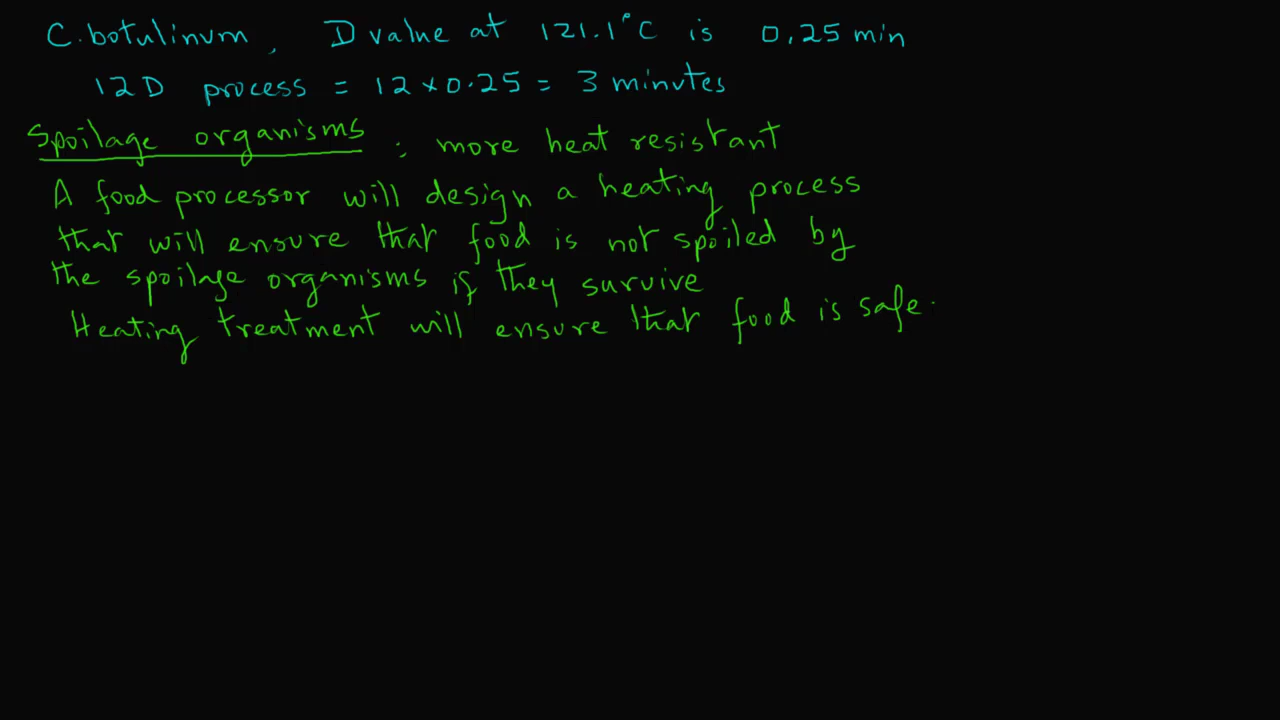 C. botulinum, D value at 121.1°C is 0.25 min
12D process = 12 x 0.25 = 3 minutes
Spoilage organisms : more heat resistant
A food processor will design a heating process
that will ensure that food is not spoiled by
the spoilage organisms if they survive
Heating treatment will ensure that food is safe.